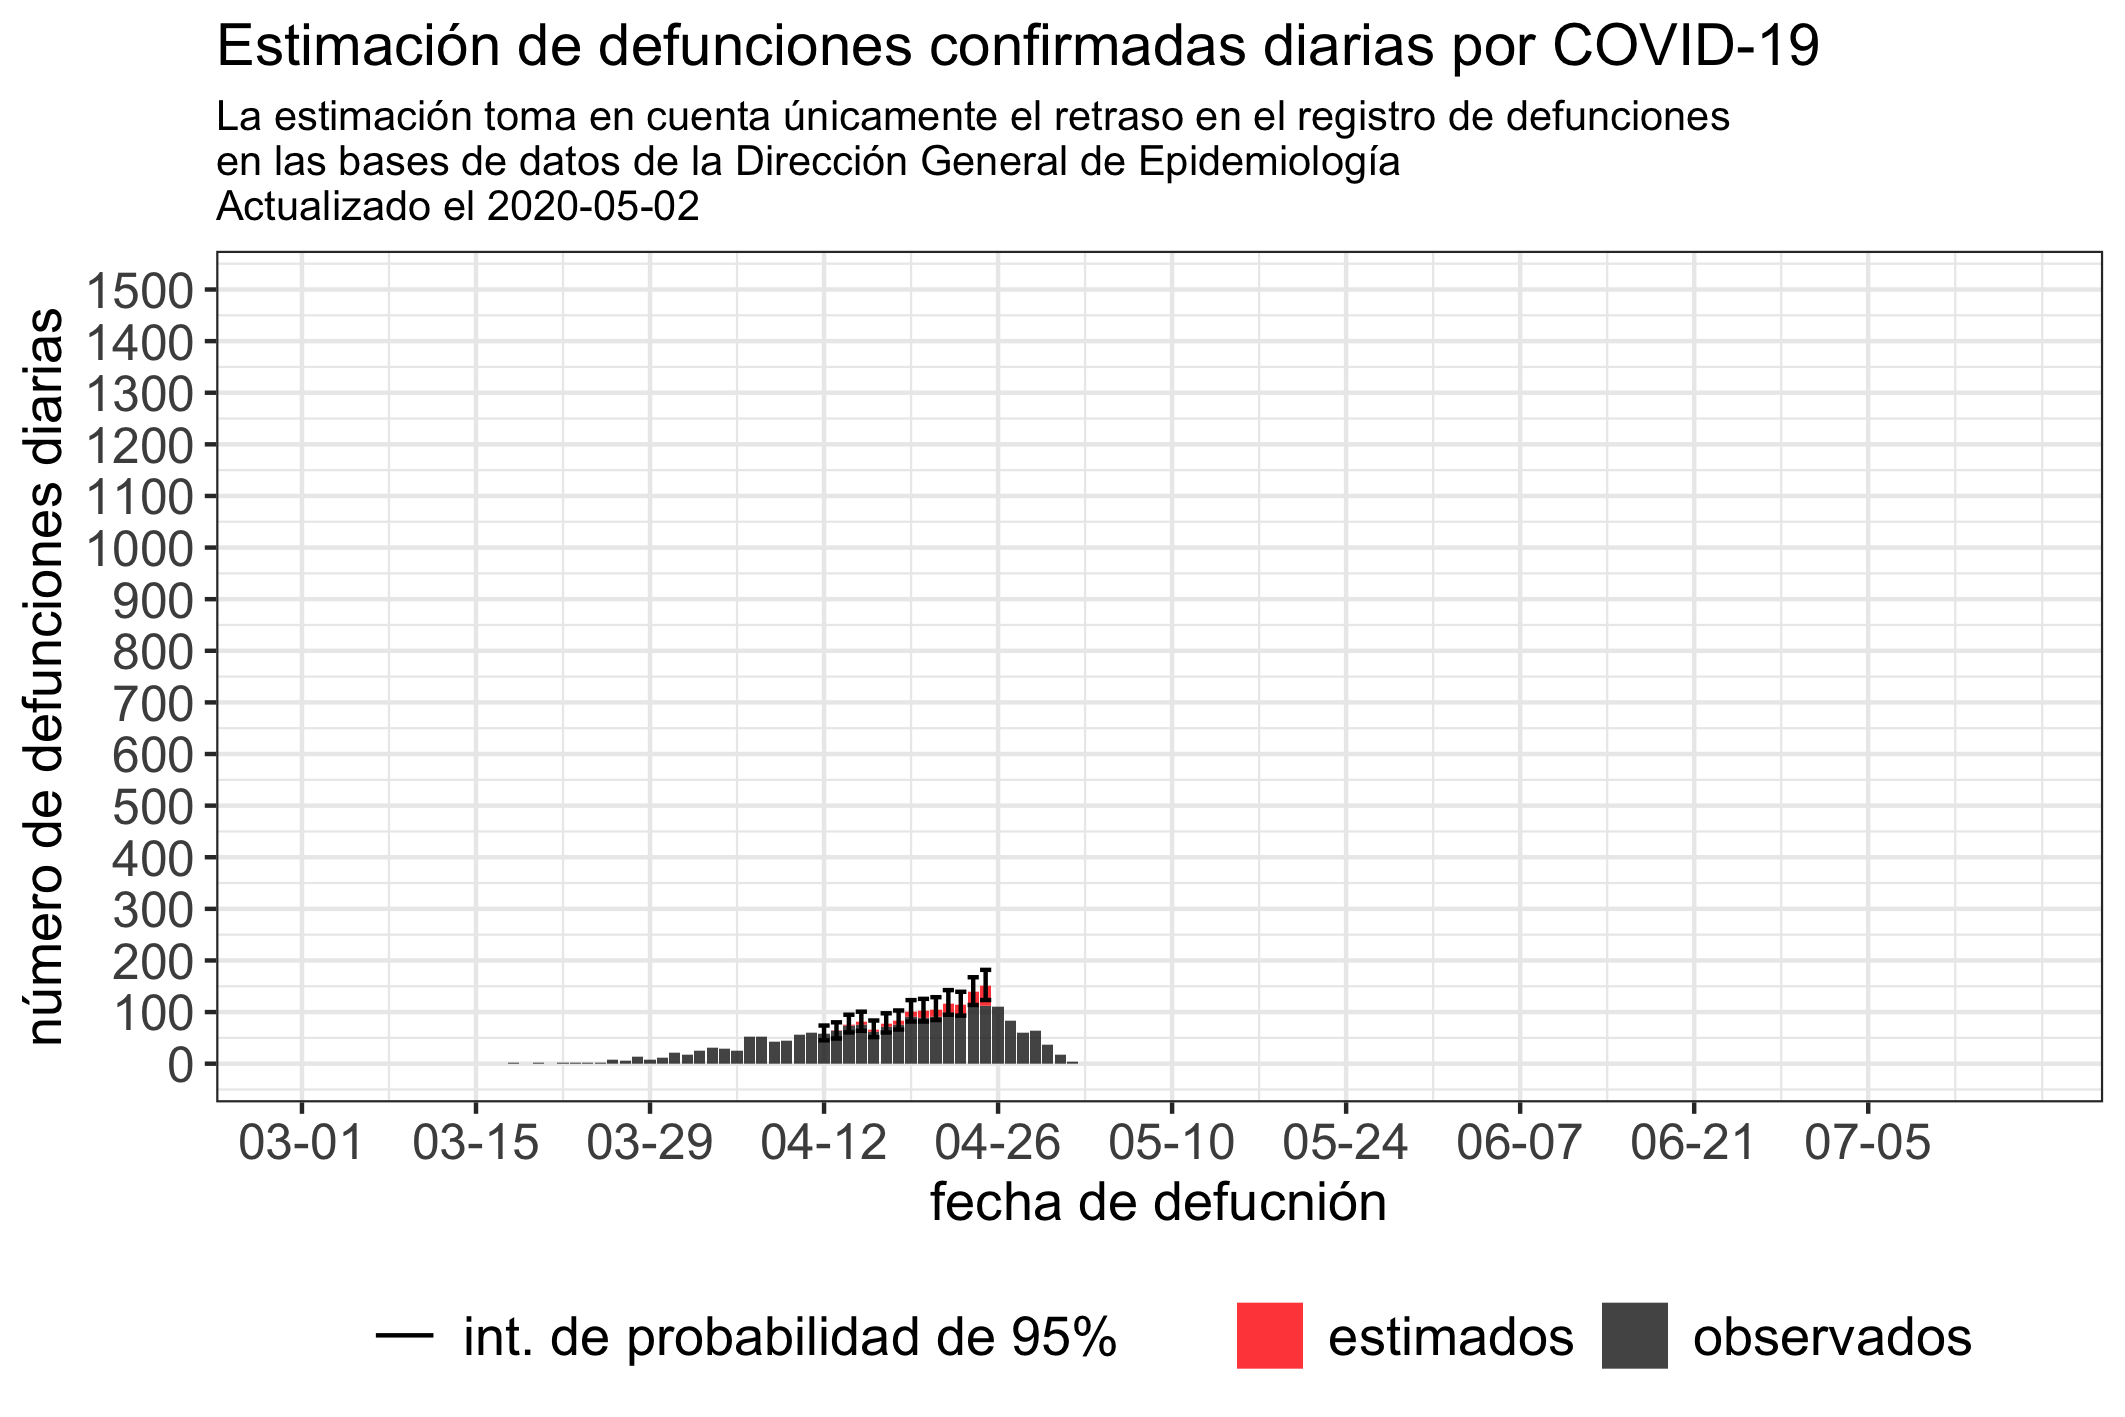 Estimación de defunciones confirmadas diarias por COVID-19
La estimación toma en cuenta únicamente el retraso en el registro de defunciones
en las bases de datos de la Dirección General de Epidemiología
Actualizado el 2020-05-02
número de defunciones diarias
1500
1400
1300
1200
1100
1000
900
800
700
600
500
400
300
200
100
0
03-01 03-15 03-29 04-12 04-26 05-10 05-24 06-07 06-21 07-05
fecha de defucnión
int. de probabilidad de 95% estimados observados